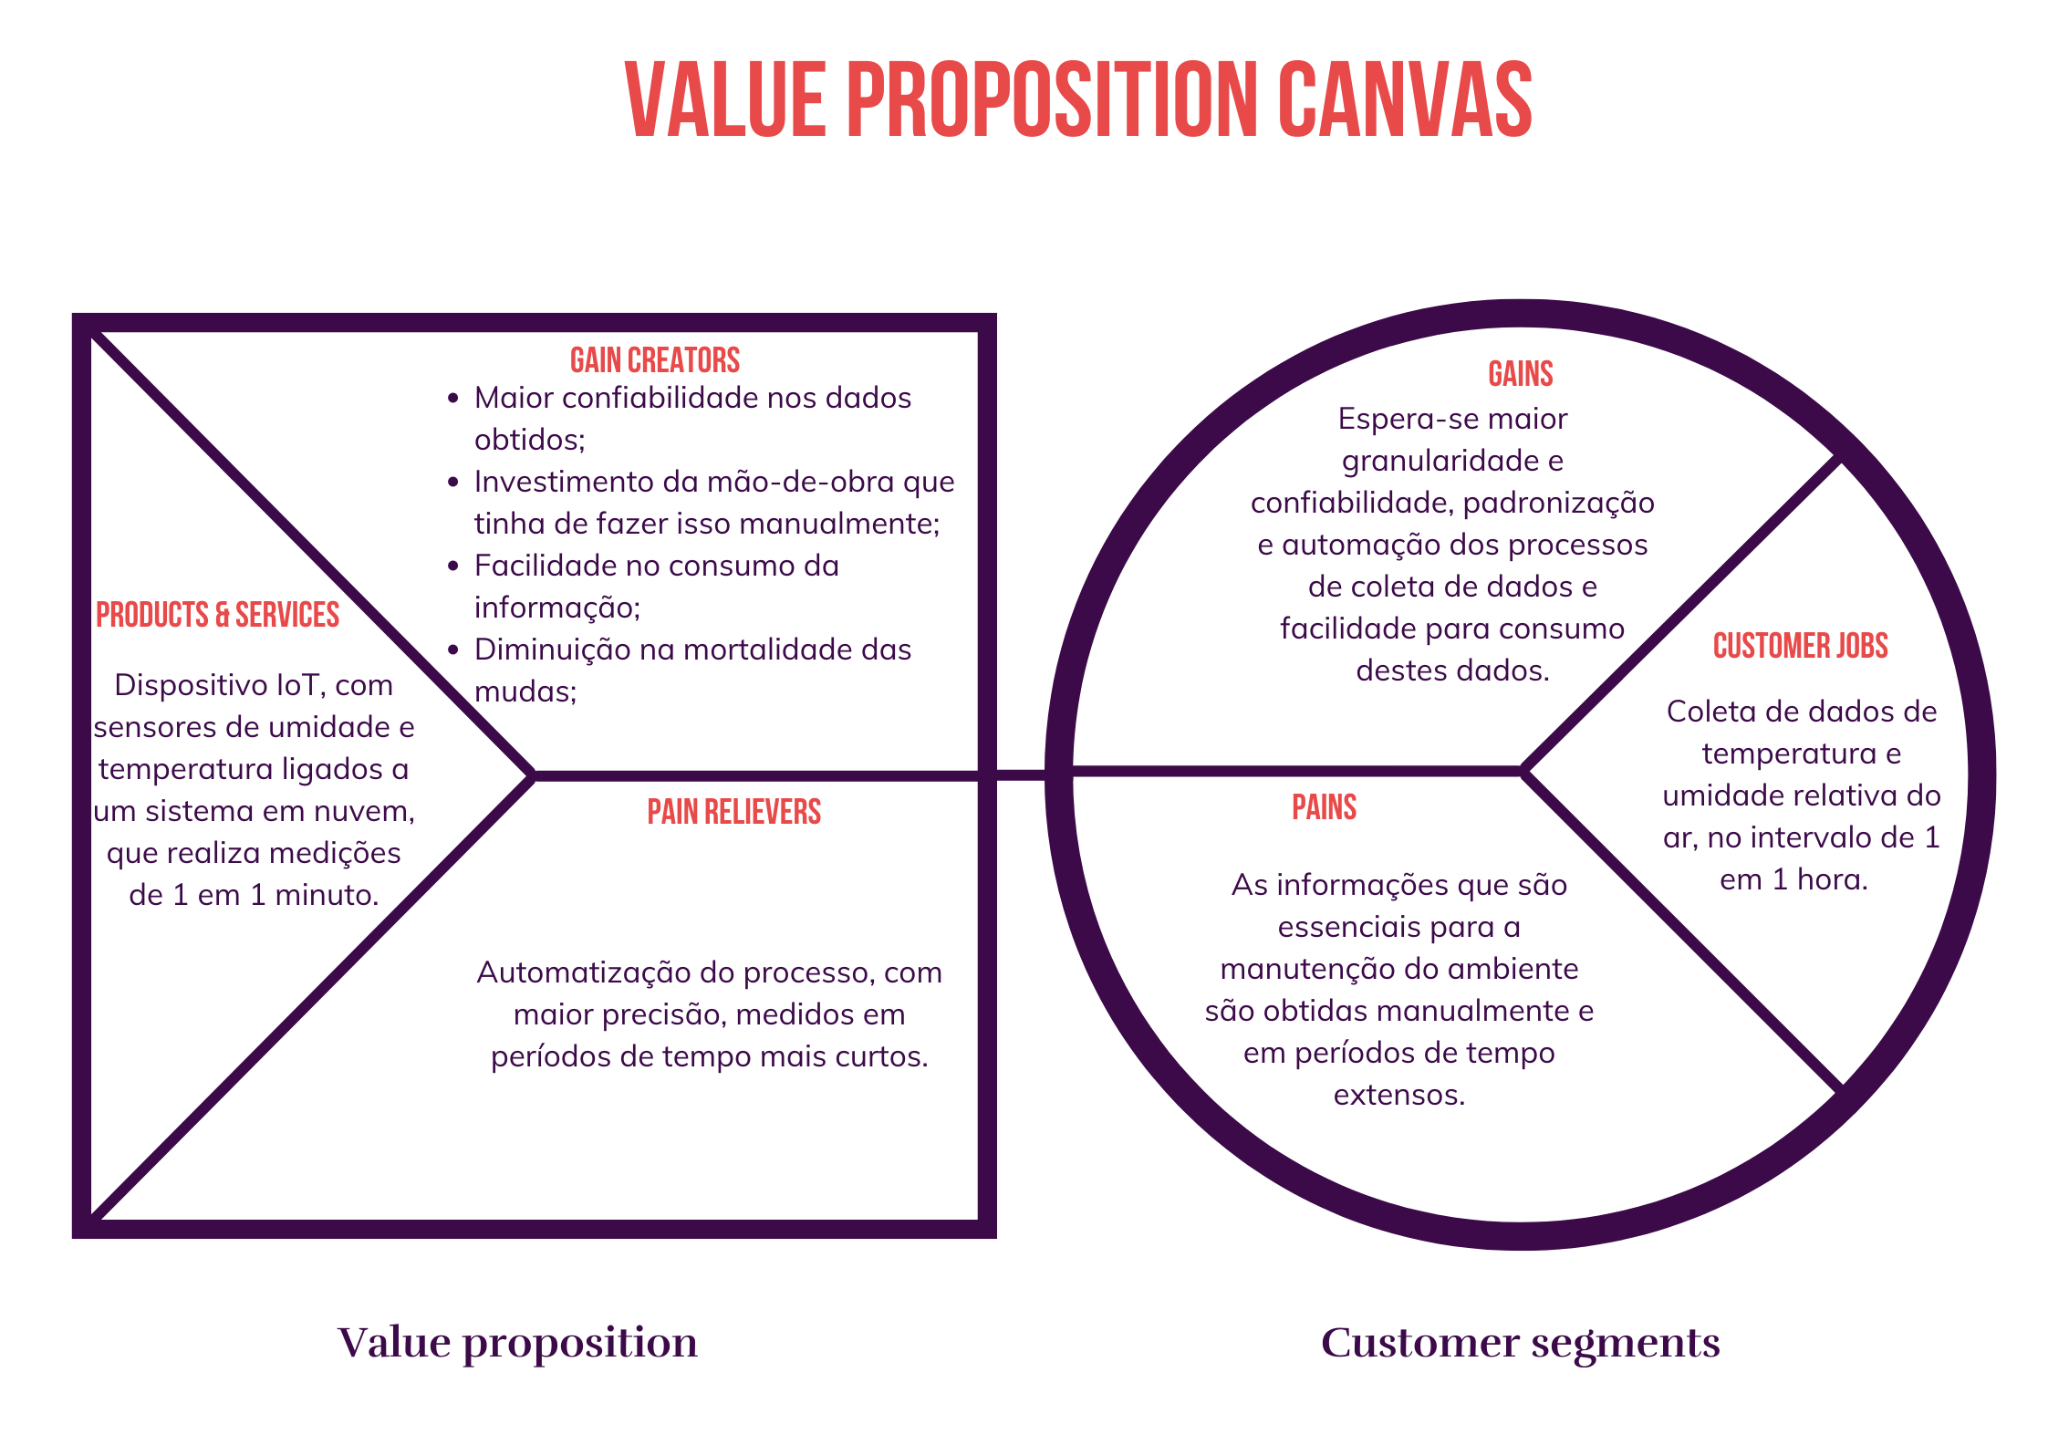 VALUE PROPOSITION CANVAS
GAIN CREATORS
• Maior confiabilidade nos dados
obtidos;
• Investimento da mão-de-obra que
tinha de fazer isso manualmente;
• Facilidade no consumo da
informação;
• Diminuição na mortalidade das
mudas;
PRODUCTS & SERVICES
Dispositivo IoT, com
sensores de umidade e
temperatura ligados a
um sistema em nuvem,
que realiza medições
de 1 em 1 minuto.
PAIN RELIEVERS
Automatização do processo, com
maior precisão, medidos em
períodos de tempo mais curtos.
GAINS
Espera-se maior
granularidade e
confiabilidade, padronização
e automação dos processos
de coleta de dados e
facilidade para consumo
destes dados.
CUSTOMER JOBS
Coleta de dados de
temperatura e
umidade relativa do
ar, no intervalo de 1
em 1 hora.
PAINS
As informações que são
essenciais para a
manutenção do ambiente
são obtidas manualmente e
em períodos de tempo
extensos.
Value proposition
Customer segments